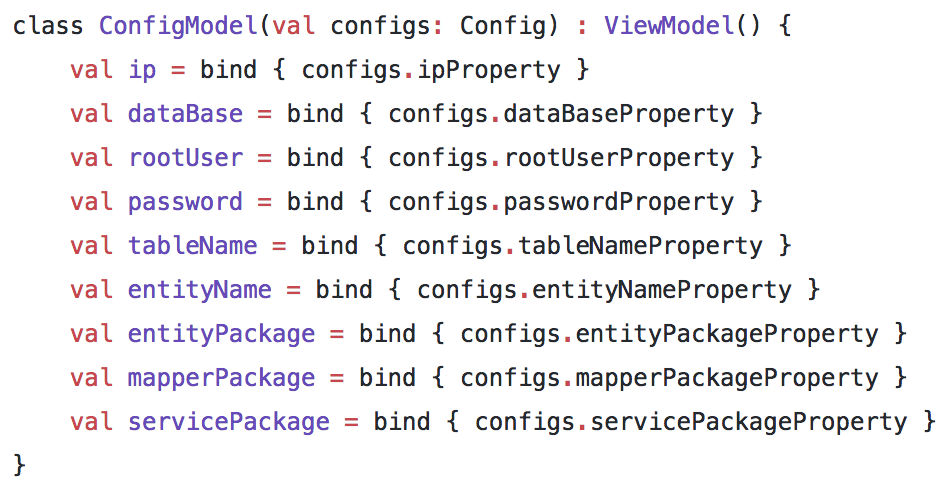 class ConfigModel(val configs: Config) : ViewModel() {
    val ip = bind { configs.ipProperty }
    val dataBase = bind { configs.dataBaseProperty }
    val rootUser = bind { configs.rootUserProperty }
    val password = bind { configs.passwordProperty }
    val tableName = bind { configs.tableNameProperty }
    val entityName = bind { configs.entityNameProperty }
    val entityPackage = bind { configs.entityPackageProperty }
    val mapperPackage = bind { configs.mapperPackageProperty }
    val servicePackage = bind { configs.servicePackageProperty }
}